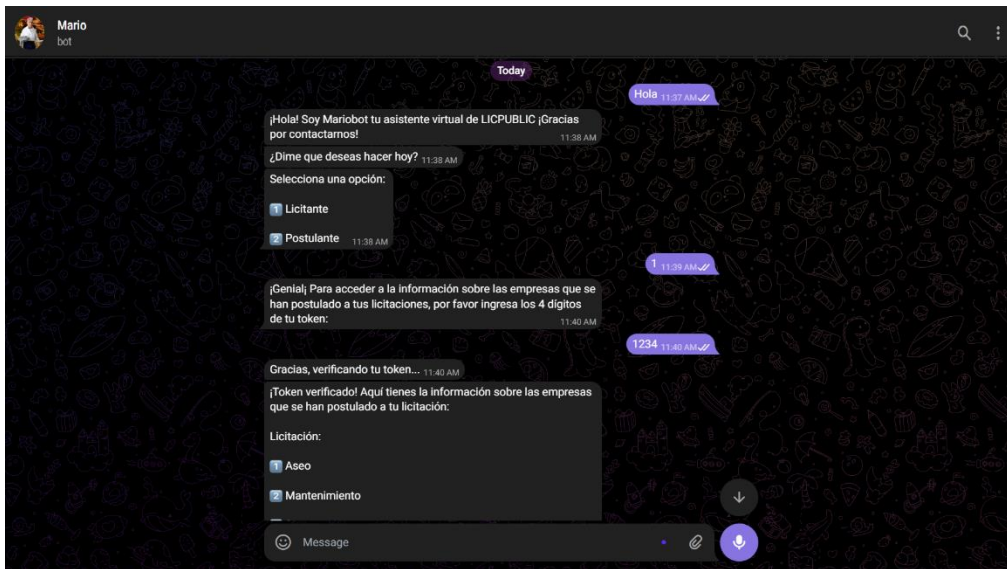 Mario
bot
Today
Hola 11:37 AM
¡Hola! Soy Mariobot tu asistente virtual de LICPUBLIC ¡Gracias
por contactarnos! 11:38 AM
¿Dime que deseas hacer hoy? 11:38 AM
Selecciona una opción:
1 Licitante
2 Postulante 11:38 AM
1 11:39 AM
¡Genial¡ Para acceder a la información sobre las empresas que se
han postulado a tus licitaciones, por favor ingresa los 4 dígitos
de tu token: 11:40 AM
1234 11:40 AM
Gracias, verificando tu token... 11:40 AM
¡Token verificado! Aquí tienes la información sobre las empresas
que se han postulado a tu licitación:
Licitación:
1 Aseo
2 Mantenimiento
Message